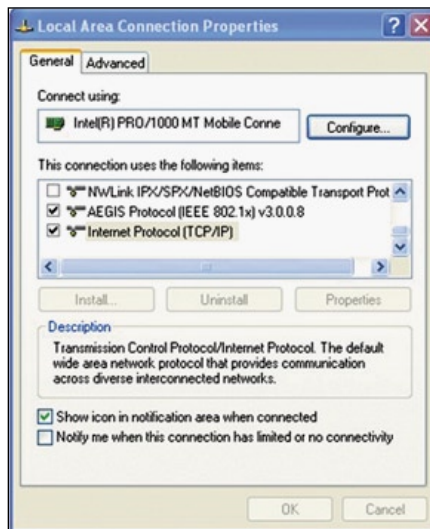 Local Area Connection Properties
General
Advanced
Connect using:
Intel(R) PRO/1000 MT Mobile Conne
Configure...
This connection uses the following items:
NWLink IPX/SPX/NetBIOS Compatible Transport Prot
AEGIS Protocol (IEEE 802.1x) v3.0.0.8
Internet Protocol (TCP/IP)
Install...
Uninstall
Properties
Description
Transmission Control Protocol/Internet Protocol. The default
wide area network protocol that provides communication
across diverse interconnected networks.
Show icon in notification area when connected
Notify me when this connection has limited or no connectivity
OK
Cancel